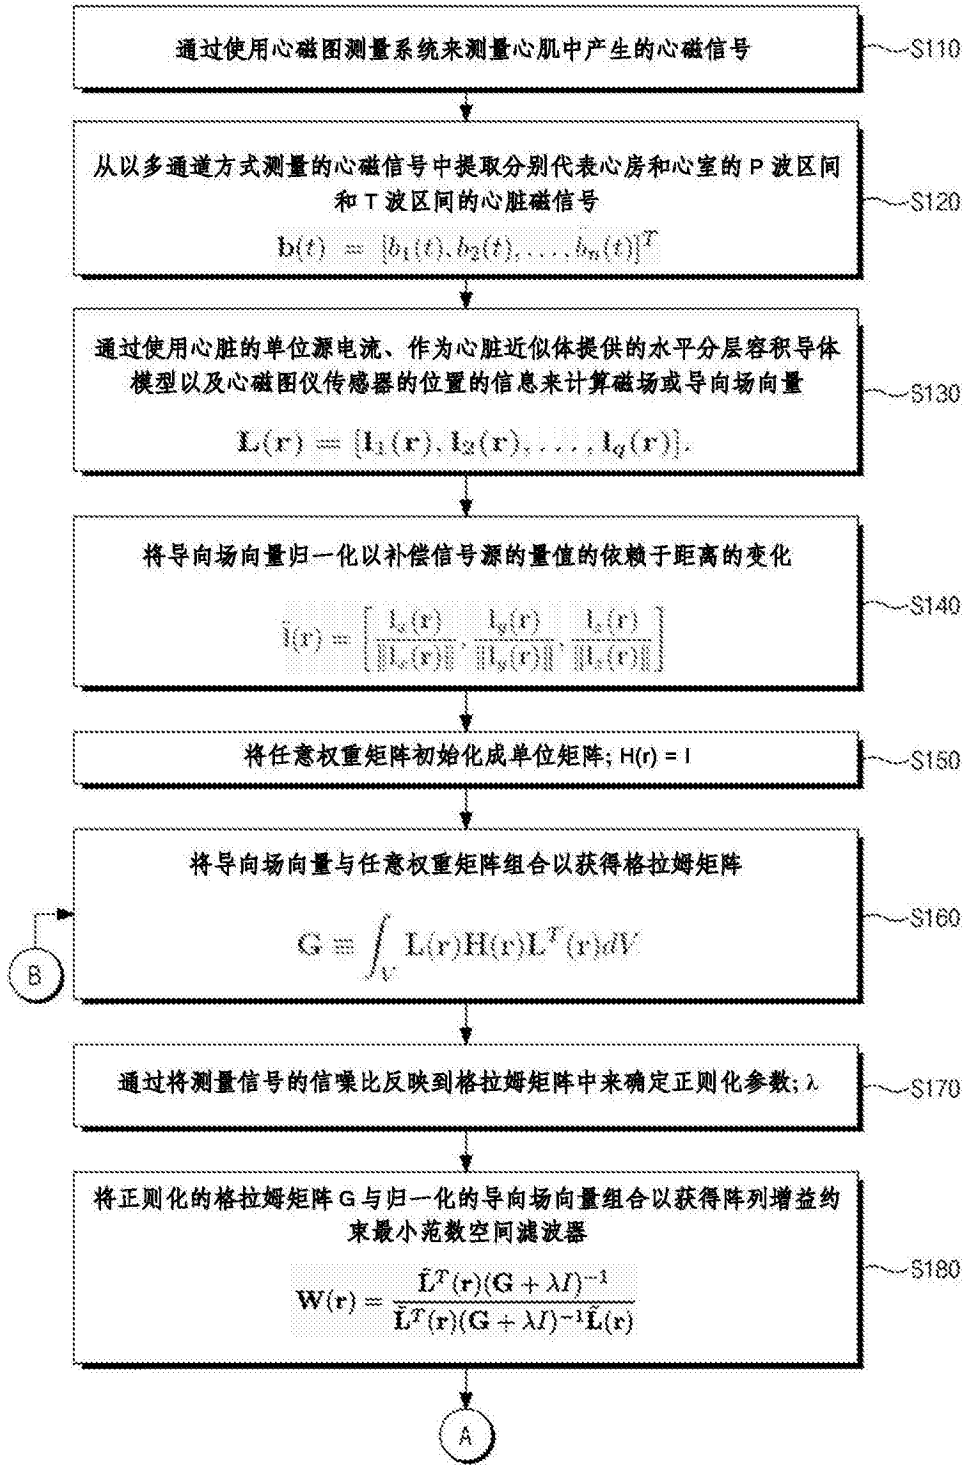 通过使用心磁图测量系统来测量心肌中产生的心磁信号
S110
从以多通道方式测量的心磁信号中提取分别代表心房和心室的 P 波区间
和 T 波区间的心脏磁信号
b(t) = [b₁(t), b₂(t), . . . , bₙ(t)]ᵀ
S120
通过使用心脏的单位源电流、作为心脏近似体提供的水平分层容积导体
模型以及心磁图仪传感器的位置的信息来计算磁场或导向场向量
L(r) = [l₁(r), l₂(r), . . . , l_q(r)].
S130
将导向场向量归一化以补偿信号源的量值的依赖于距离的变化
l̃(r) = [ l_x(r)/‖l_x(r)‖, l_y(r)/‖l_y(r)‖, l_z(r)/‖l_z(r)‖ ]
S140
将任意权重矩阵初始化成单位矩阵; H(r) = I
S150
将导向场向量与任意权重矩阵组合以获得格拉姆矩阵
G ≡ ∫_V L(r)H(r)Lᵀ(r)dV
S160
B
通过将测量信号的信噪比反映到格拉姆矩阵中来确定正则化参数; λ
S170
将正则化的格拉姆矩阵 G 与归一化的导向场向量组合以获得阵列增益约
束最小范数空间滤波器
W(r) = L̃ᵀ(r)(G + λI)⁻¹ / L̃ᵀ(r)(G + λI)⁻¹L̃(r)
S180
A